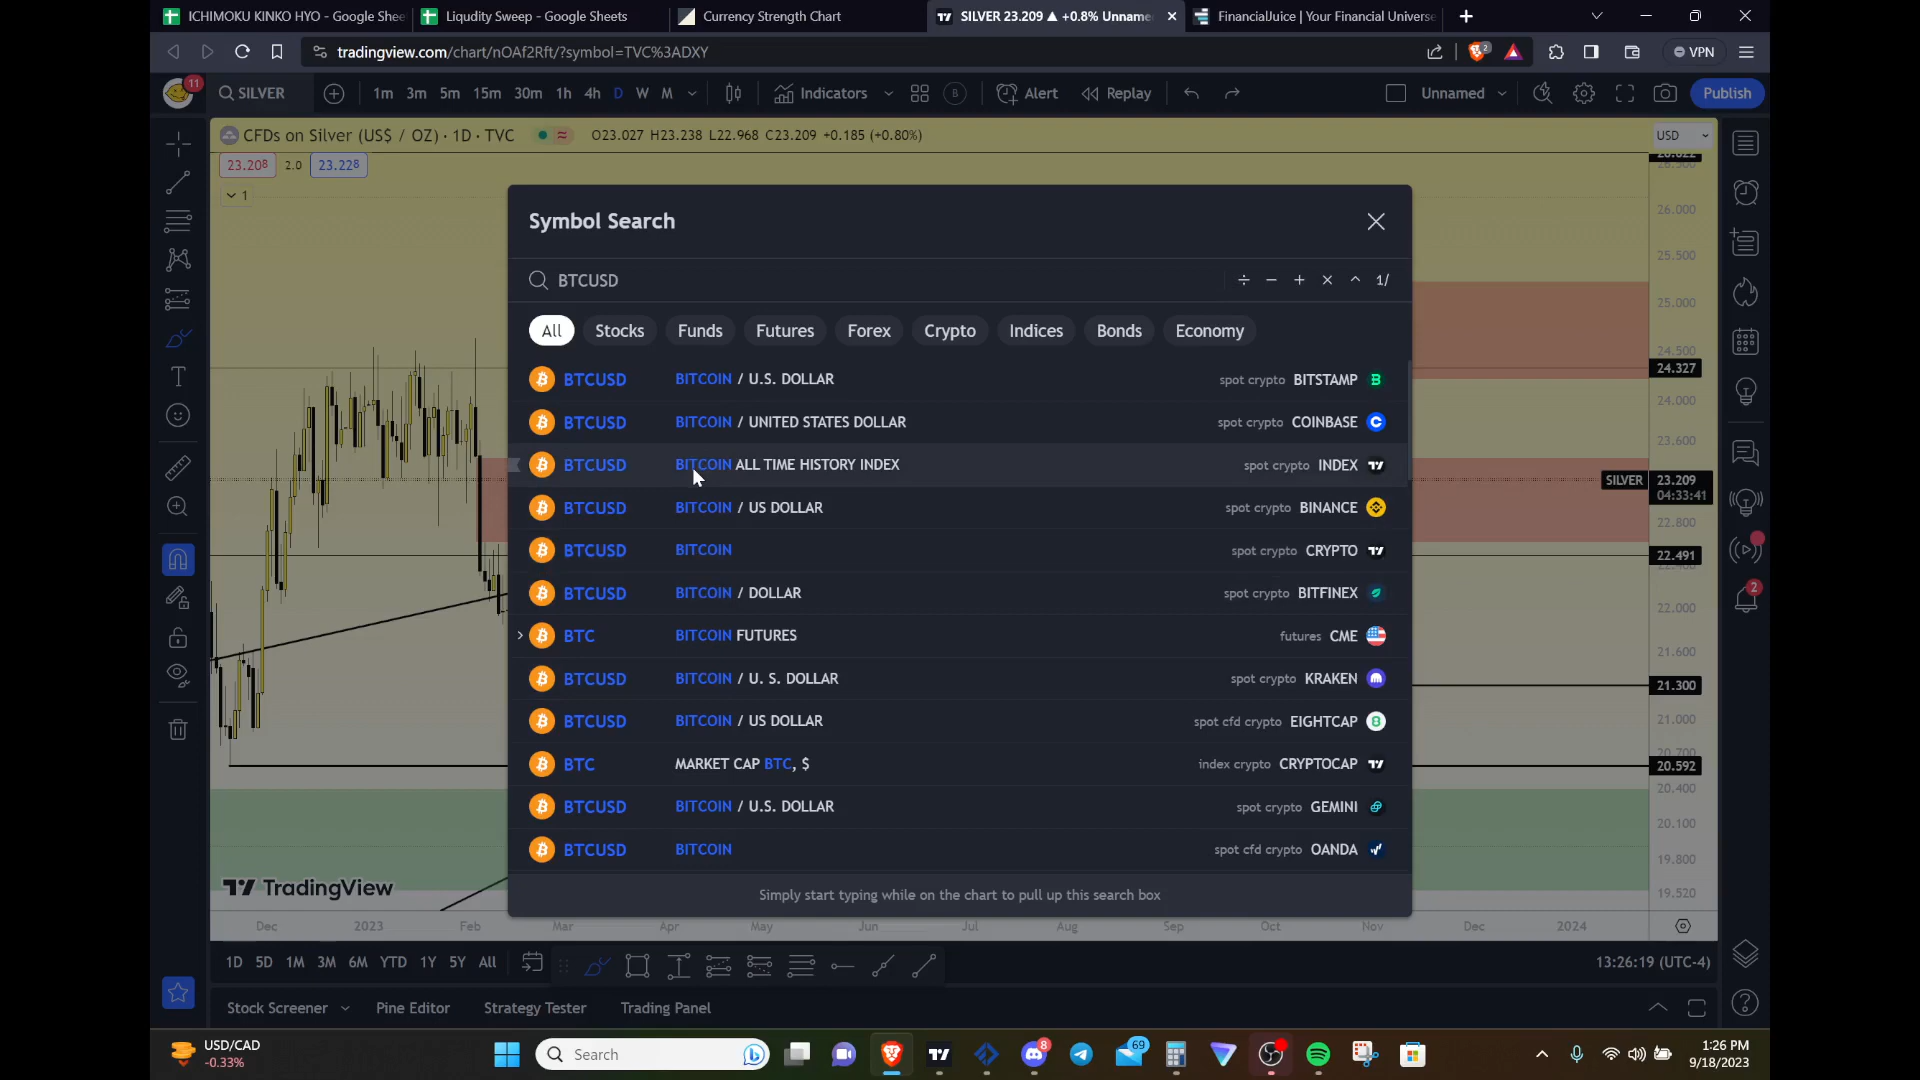 ICHIMOKU KINKO HYO - Google Shee
Liqudity Sweep - Google Sheets
Currency Strength Chart
SILVER 23.209 ▲ +0.8% Unname
FinancialJuice | Your Financial Universe
tradingview.com/chart/nOAf2Rft/?symbol=TVC%3ADXY
2
VPN
11
SILVER
1m 3m 5m 15m 30m 1h 4h D W M
Indicators
B
Alert
Replay
Unnamed
Publish
CFDs on Silver (US$ / OZ) · 1D · TVC
O23.027 H23.238 L22.968 C23.209 +0.185 (+0.80%)
USD
23.208 2.0 23.228
1
Symbol Search
BTCUSD
÷ − + × ^ 1/
All Stocks Funds Futures Forex Crypto Indices Bonds Economy
BTCUSD BITCOIN / U.S. DOLLAR spot crypto BITSTAMP
BTCUSD BITCOIN / UNITED STATES DOLLAR spot crypto COINBASE
BTCUSD BITCOIN ALL TIME HISTORY INDEX spot crypto INDEX
BTCUSD BITCOIN / US DOLLAR spot crypto BINANCE
BTCUSD BITCOIN spot crypto CRYPTO
BTCUSD BITCOIN / DOLLAR spot crypto BITFINEX
BTC BITCOIN FUTURES futures CME
BTCUSD BITCOIN / U. S. DOLLAR spot crypto KRAKEN
BTCUSD BITCOIN / US DOLLAR spot cfd crypto EIGHTCAP
BTC MARKET CAP BTC, $ index crypto CRYPTOCAP
BTCUSD BITCOIN / U.S. DOLLAR spot crypto GEMINI
BTCUSD BITCOIN spot cfd crypto OANDA
Simply start typing while on the chart to pull up this search box
26.000
25.500
25.000
24.500
24.327
24.000
23.600
SILVER 23.209
04:33:41
22.800
22.491
22.000
21.600
21.300
21.000
20.700
20.592
20.400
20.100
19.800
19.520
2
TradingView
Dec 2023 Feb Mar Apr May Jun Jul Aug Sep Oct Nov Dec 2024
1D 5D 1M 3M 6M YTD 1Y 5Y All
13:26:19 (UTC-4)
Stock Screener Pine Editor Strategy Tester Trading Panel
USD/CAD
-0.33%
Search
8
69
1:26 PM
9/18/2023